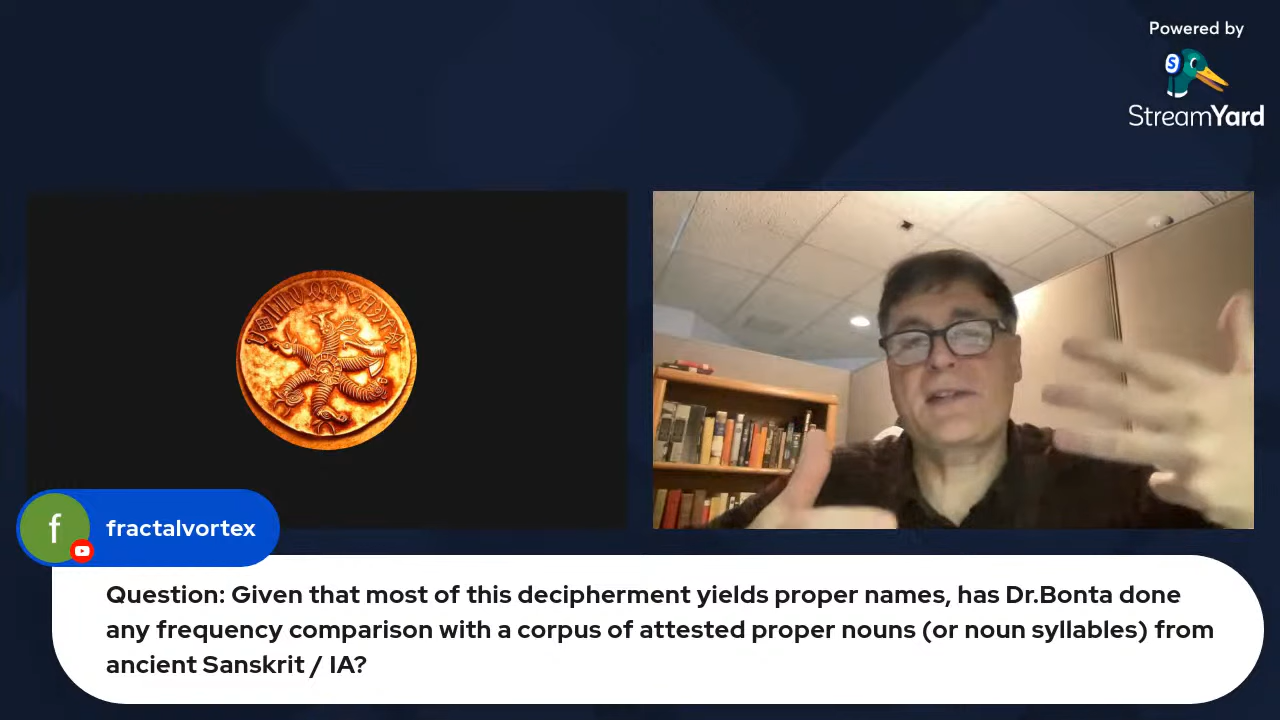 Powered by
StreamYard
fractalvortex
Question: Given that most of this decipherment yields proper names, has Dr.Bonta done
any frequency comparison with a corpus of attested proper nouns (or noun syllables) from
ancient Sanskrit / IA?